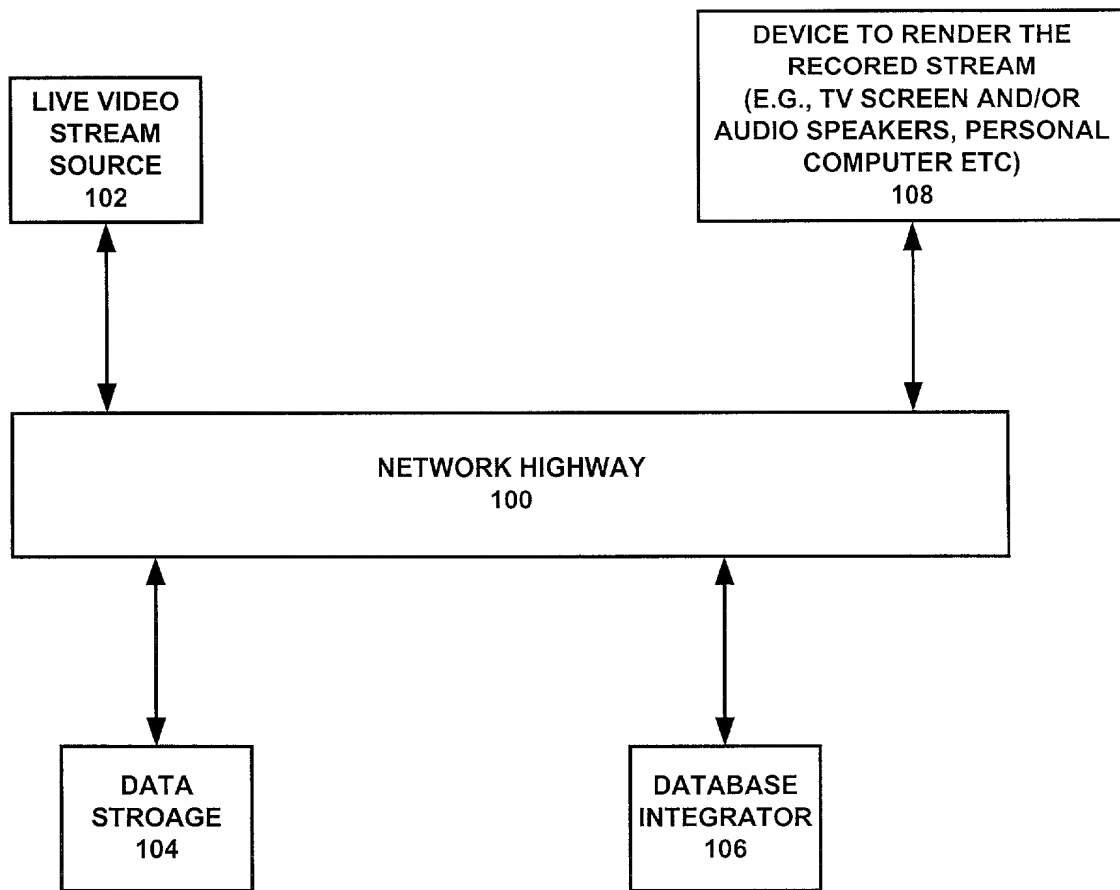 LIVE VIDEO
STREAM
SOURCE
102
DEVICE TO RENDER THE
RECORED STREAM
(E.G., TV SCREEN AND/OR
AUDIO SPEAKERS, PERSONAL
COMPUTER ETC)
108
NETWORK HIGHWAY
100
DATA
STROAGE
104
DATABASE
INTEGRATOR
106